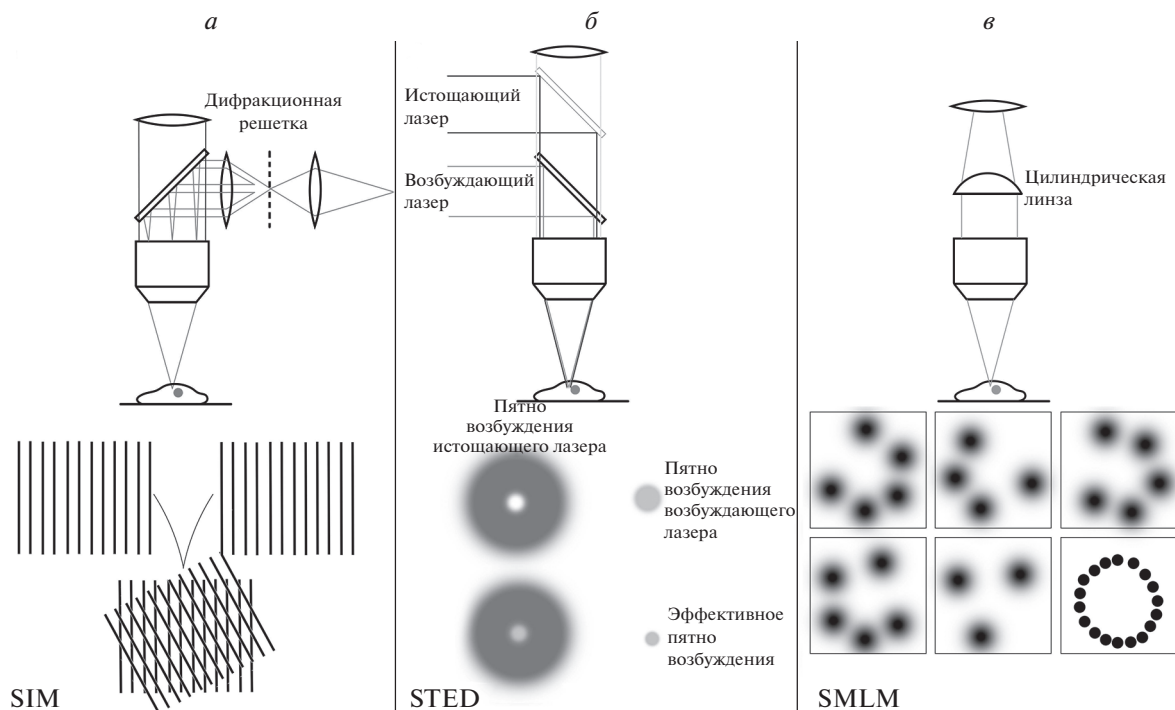 а
Дифракционная
решетка
SIM
б
Истощающий
лазер
Возбуждающий
лазер
Пятно
возбуждения
истощающего лазера
Пятно
возбуждения
возбуждающего
лазера
Эффективное
пятно
возбуждения
STED
в
Цилиндрическая
линза
SMLM